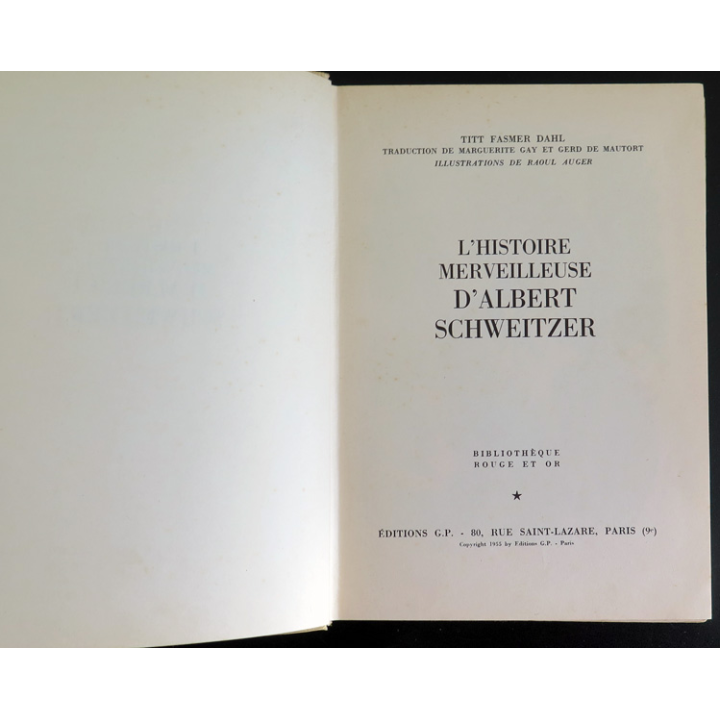 TITT FASMER DAHL
TRADUCTION DE MARGUERITE GAY ET GERD DE MAUTORT
ILLUSTRATIONS DE RAOUL AUGER
L'HISTOIRE
MERVEILLEUSE
D'ALBERT
SCHWEITZER
BIBLIOTHÈQUE
ROUGE ET OR
★
ÉDITIONS G.P. - 80, RUE SAINT-LAZARE, PARIS (9e)
Copyright 1955 by Editions G.P. - Paris